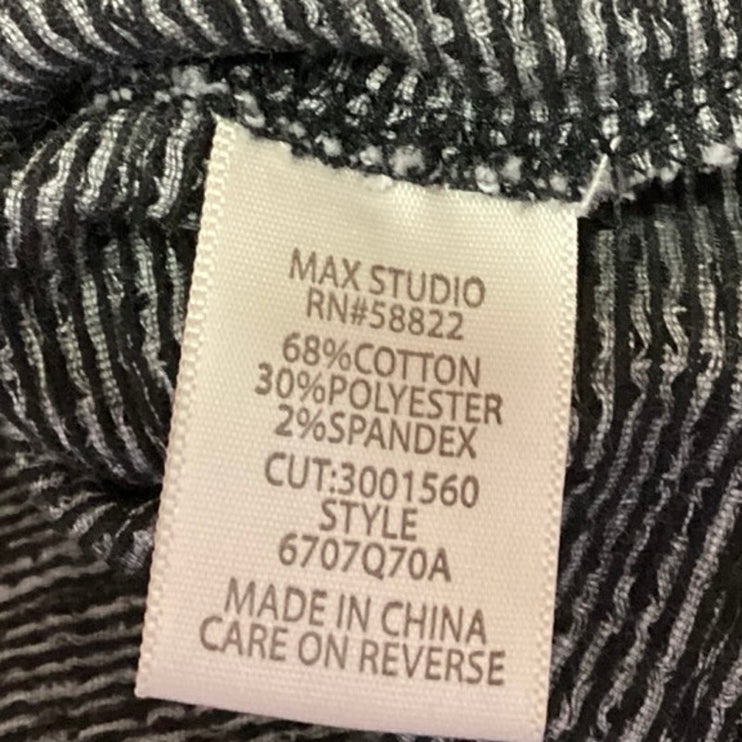 MAX STUDIO
RN#58822
68%COTTON
30%POLYESTER
2%SPANDEX
CUT:3001560
STYLE
6707Q70A
MADE IN CHINA
CARE ON REVERSE